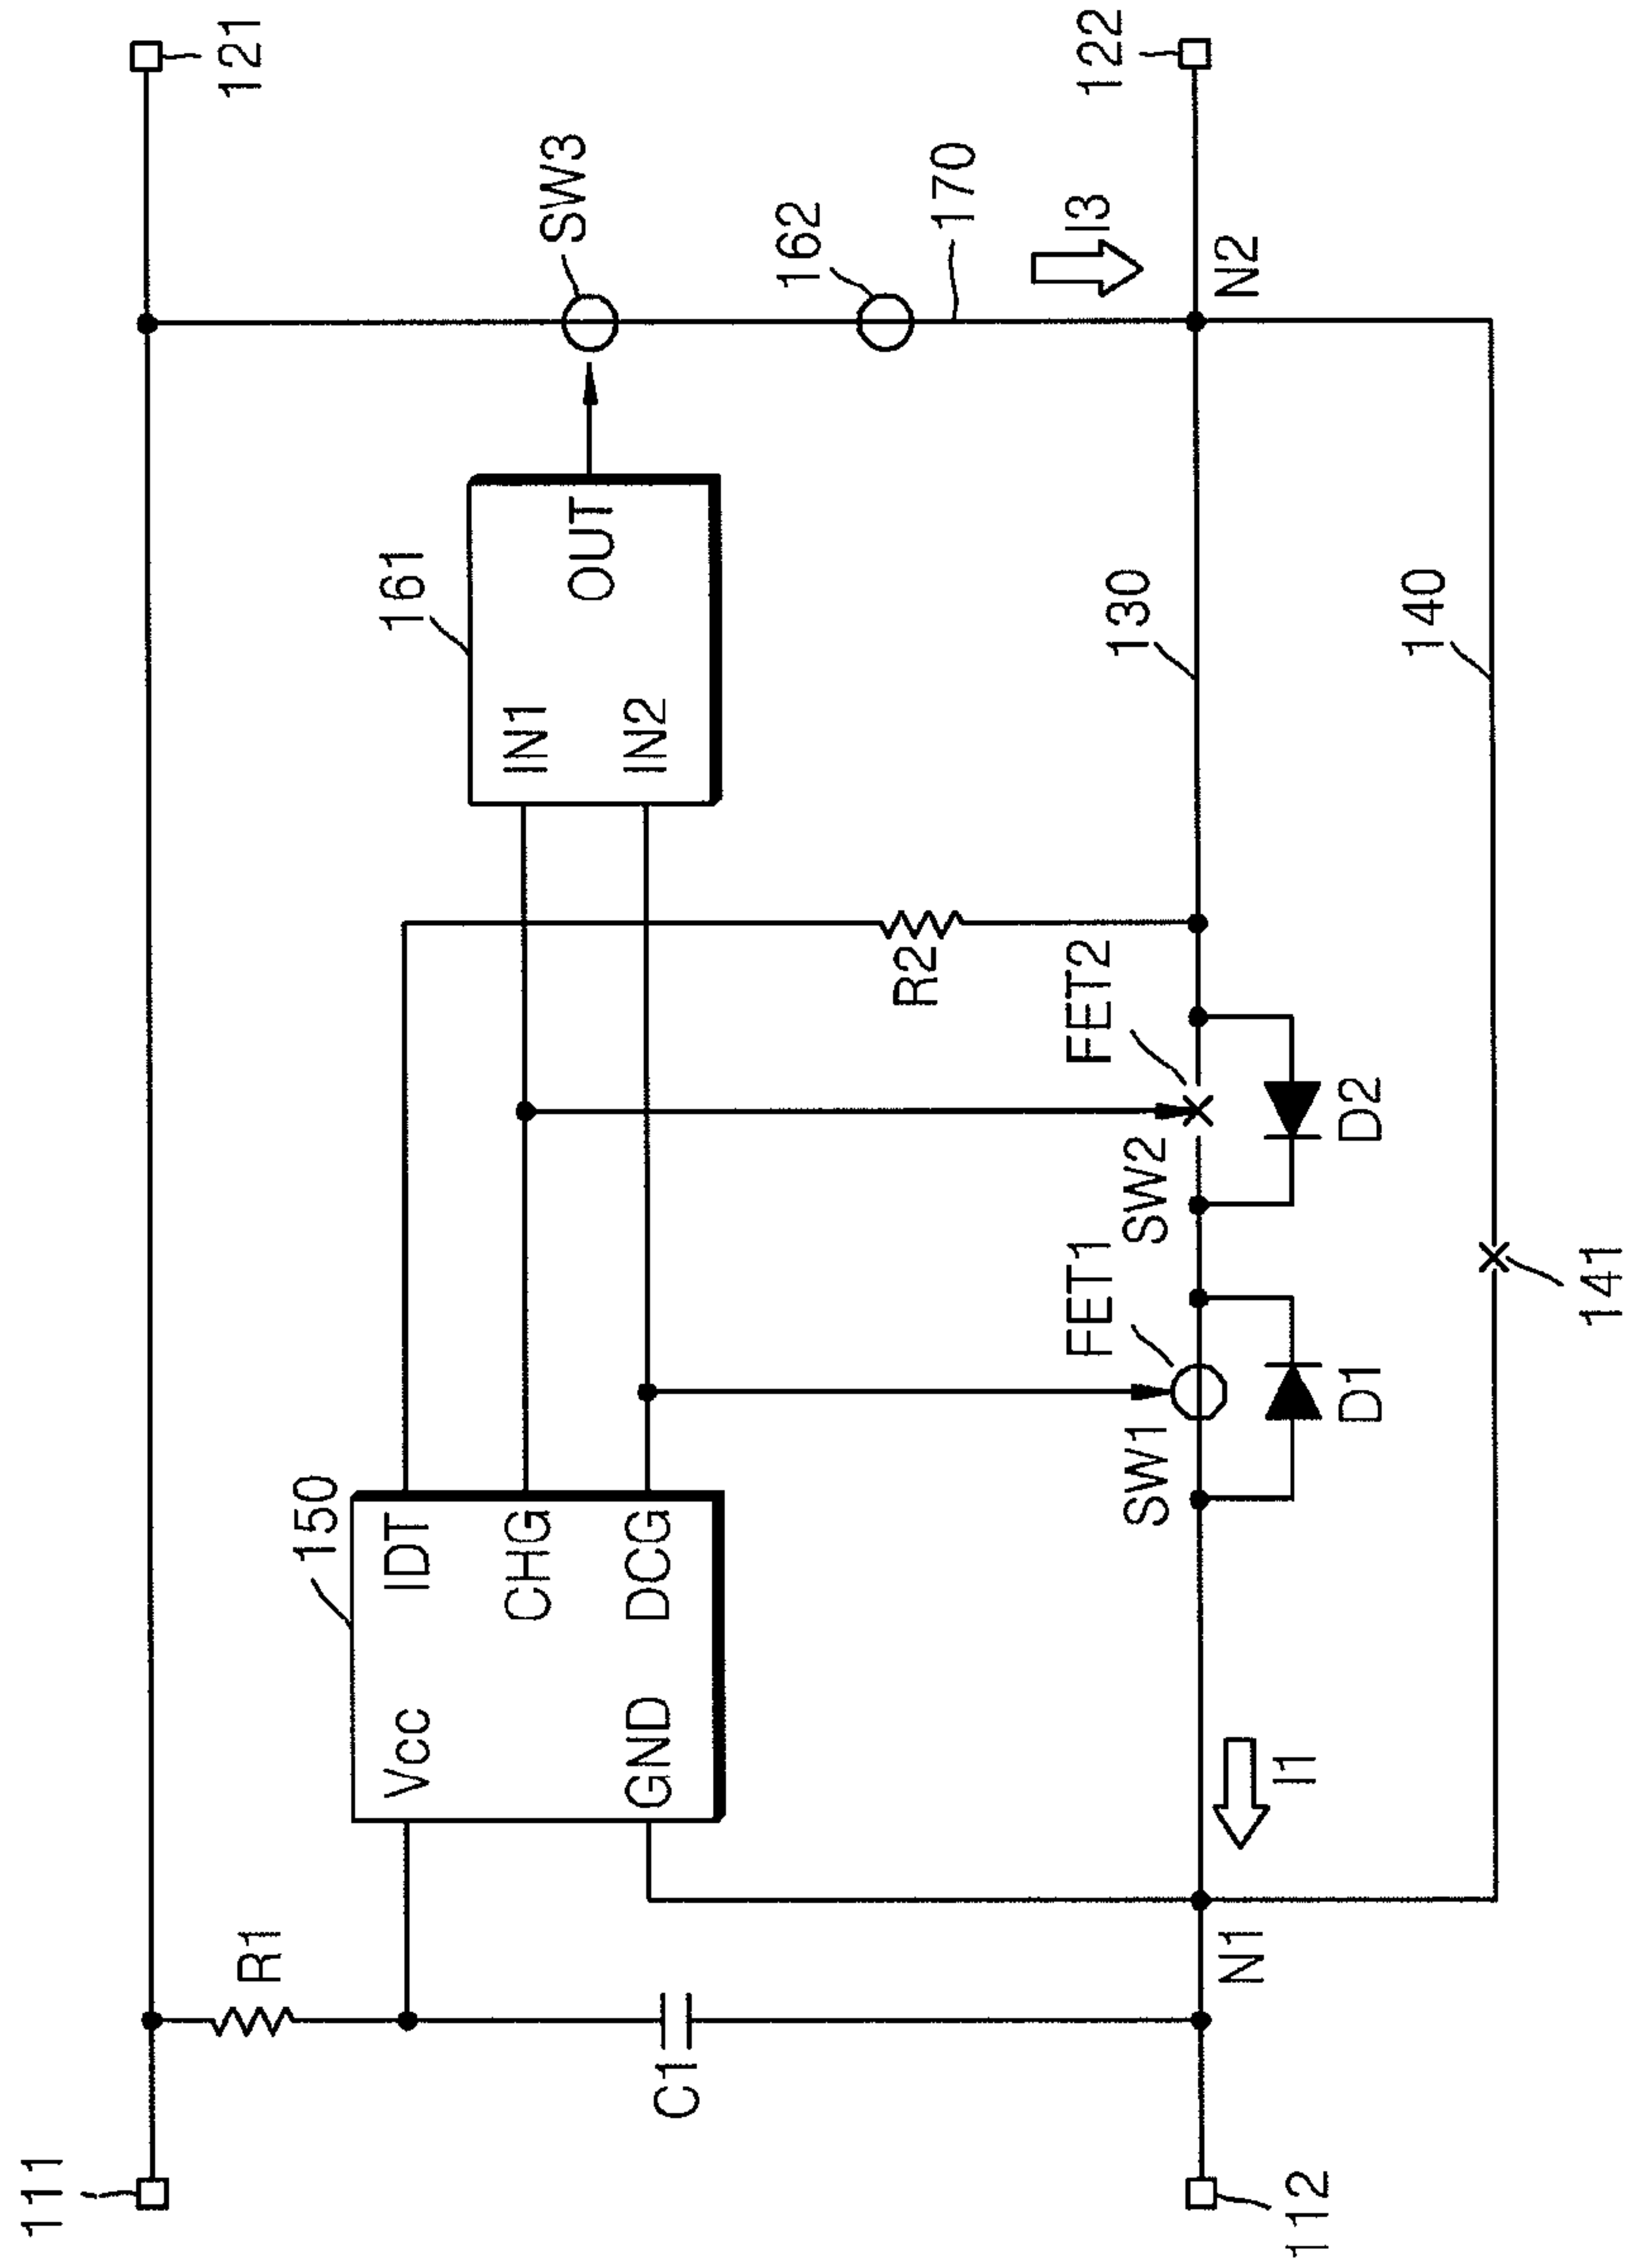 111
121
R1
150
Vcc
IDT
CHG
GND
DCG
161
IN1
OUT
IN2
SW3
162
170
I3
C1
R2
FET1
FET2
SW1
SW2
130
122
N1
N2
I1
D1
D2
140
141
112